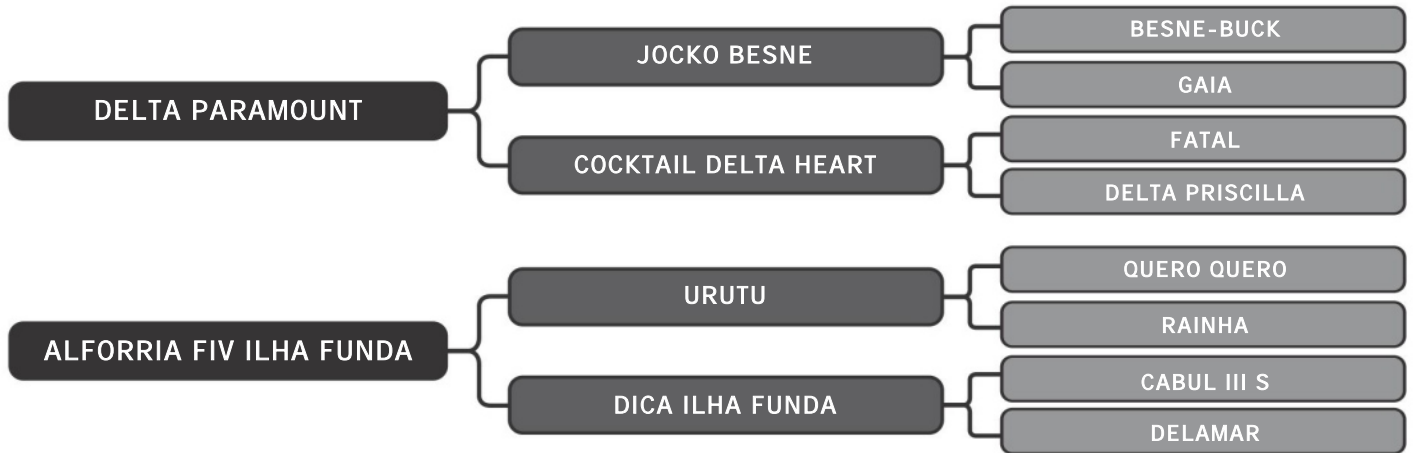 DELTA PARAMOUNT
JOCKO BESNE
BESNE-BUCK
GAIA
COCKTAIL DELTA HEART
FATAL
DELTA PRISCILLA
ALFORRIA FIV ILHA FUNDA
URUTU
QUERO QUERO
RAINHA
DICA ILHA FUNDA
CABUL III S
DELAMAR